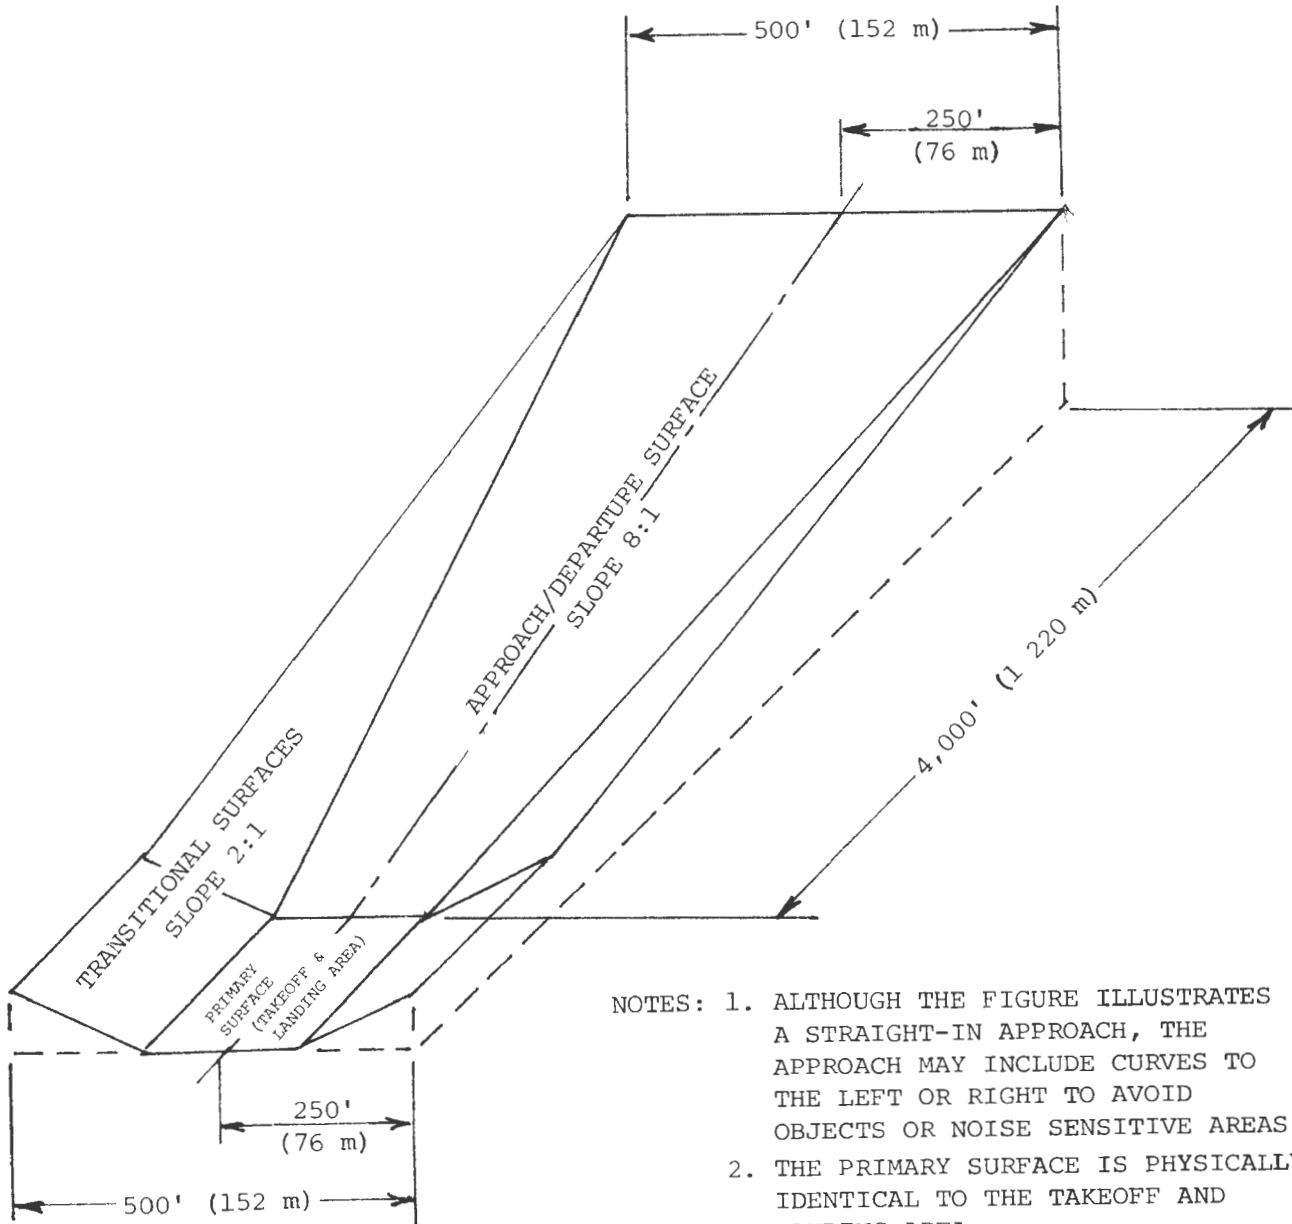 500' (152 m)
250'
(76 m)
APPROACH/DEPARTURE SURFACE
SLOPE 8:1
4,000' (1 220 m)
TRANSITIONAL SURFACES
SLOPE 2:1
PRIMARY
SURFACE
(TAKEOFF &
LANDING AREA)
250'
(76 m)
500' (152 m)
NOTES: 1. ALTHOUGH THE FIGURE ILLUSTRATES
A STRAIGHT-IN APPROACH, THE
APPROACH MAY INCLUDE CURVES TO
THE LEFT OR RIGHT TO AVOID
OBJECTS OR NOISE SENSITIVE AREAS
2. THE PRIMARY SURFACE IS PHYSICALLY
IDENTICAL TO THE TAKEOFF AND